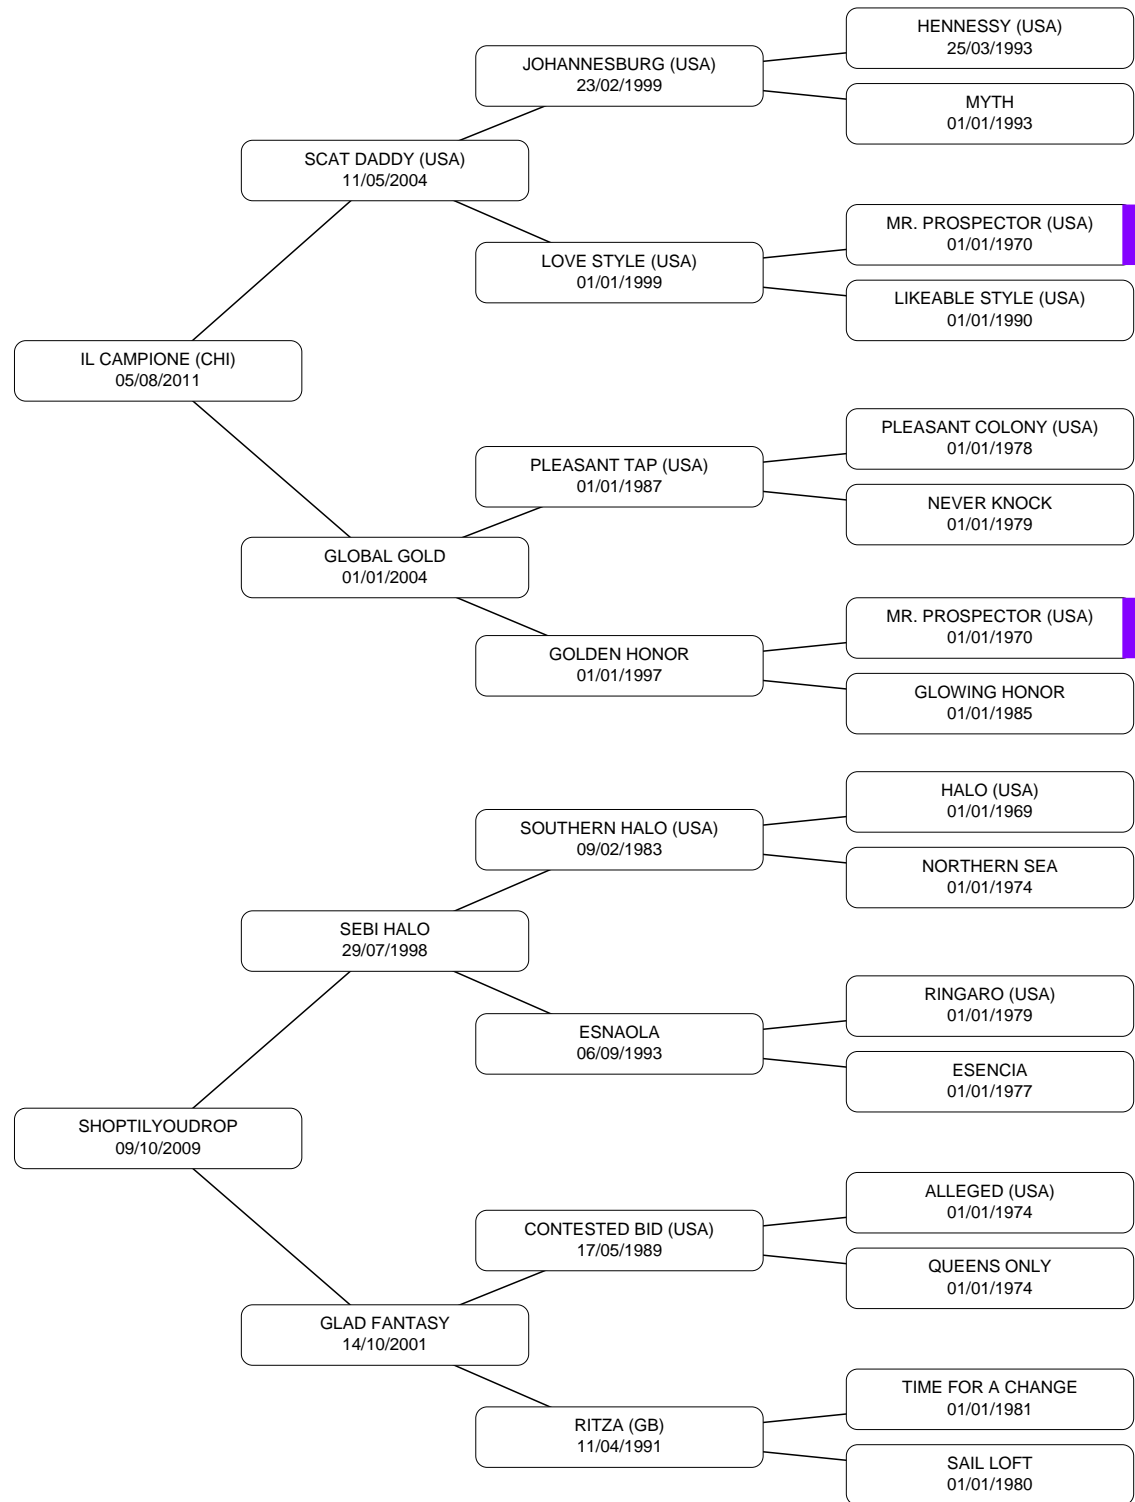 HENNESSY (USA)
25/03/1993
JOHANNESBURG (USA)
23/02/1999
MYTH
01/01/1993
SCAT DADDY (USA)
11/05/2004
MR. PROSPECTOR (USA)
01/01/1970
LOVE STYLE (USA)
01/01/1999
LIKEABLE STYLE (USA)
01/01/1990
IL CAMPIONE (CHI)
05/08/2011
PLEASANT COLONY (USA)
01/01/1978
PLEASANT TAP (USA)
01/01/1987
NEVER KNOCK
01/01/1979
GLOBAL GOLD
01/01/2004
MR. PROSPECTOR (USA)
01/01/1970
GOLDEN HONOR
01/01/1997
GLOWING HONOR
01/01/1985
HALO (USA)
01/01/1969
SOUTHERN HALO (USA)
09/02/1983
NORTHERN SEA
01/01/1974
SEBI HALO
29/07/1998
RINGARO (USA)
01/01/1979
ESNAOLA
06/09/1993
ESENCIA
01/01/1977
SHOPTILYOUDROP
09/10/2009
ALLEGED (USA)
01/01/1974
CONTESTED BID (USA)
17/05/1989
QUEENS ONLY
01/01/1974
GLAD FANTASY
14/10/2001
TIME FOR A CHANGE
01/01/1981
RITZA (GB)
11/04/1991
SAIL LOFT
01/01/1980